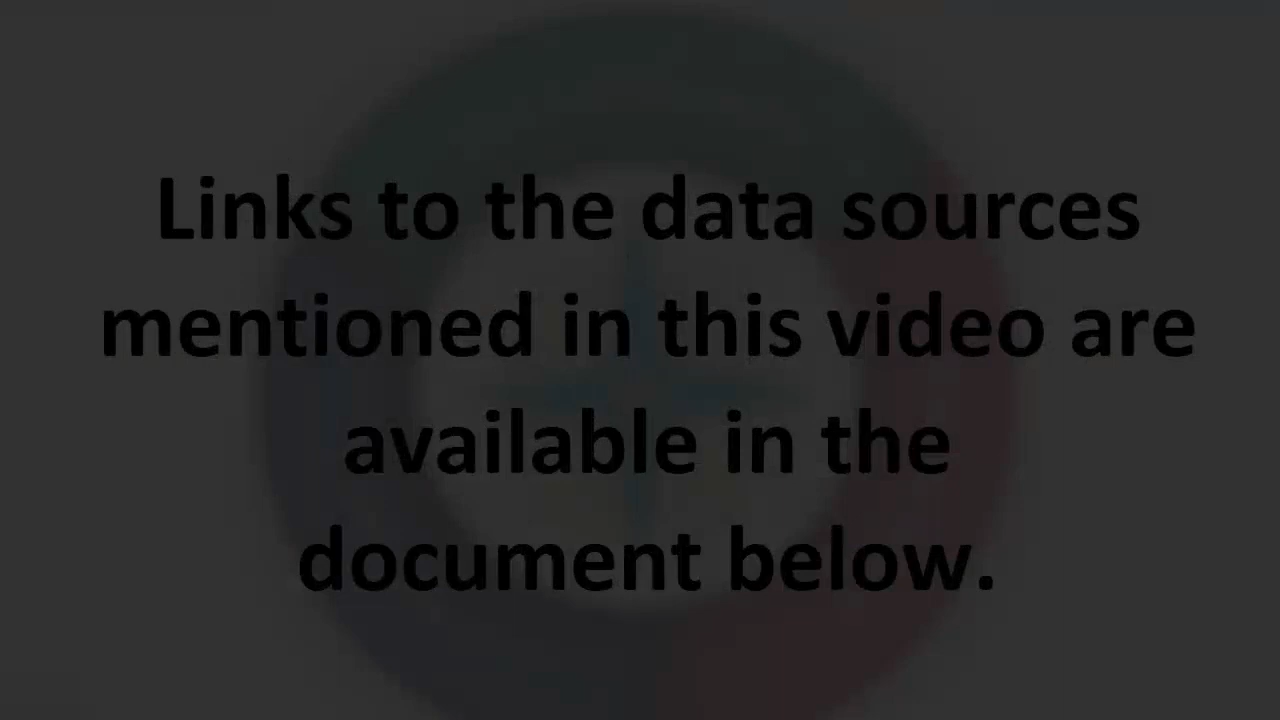 Links to the data sources
mentioned in this video are
available in the
document below.